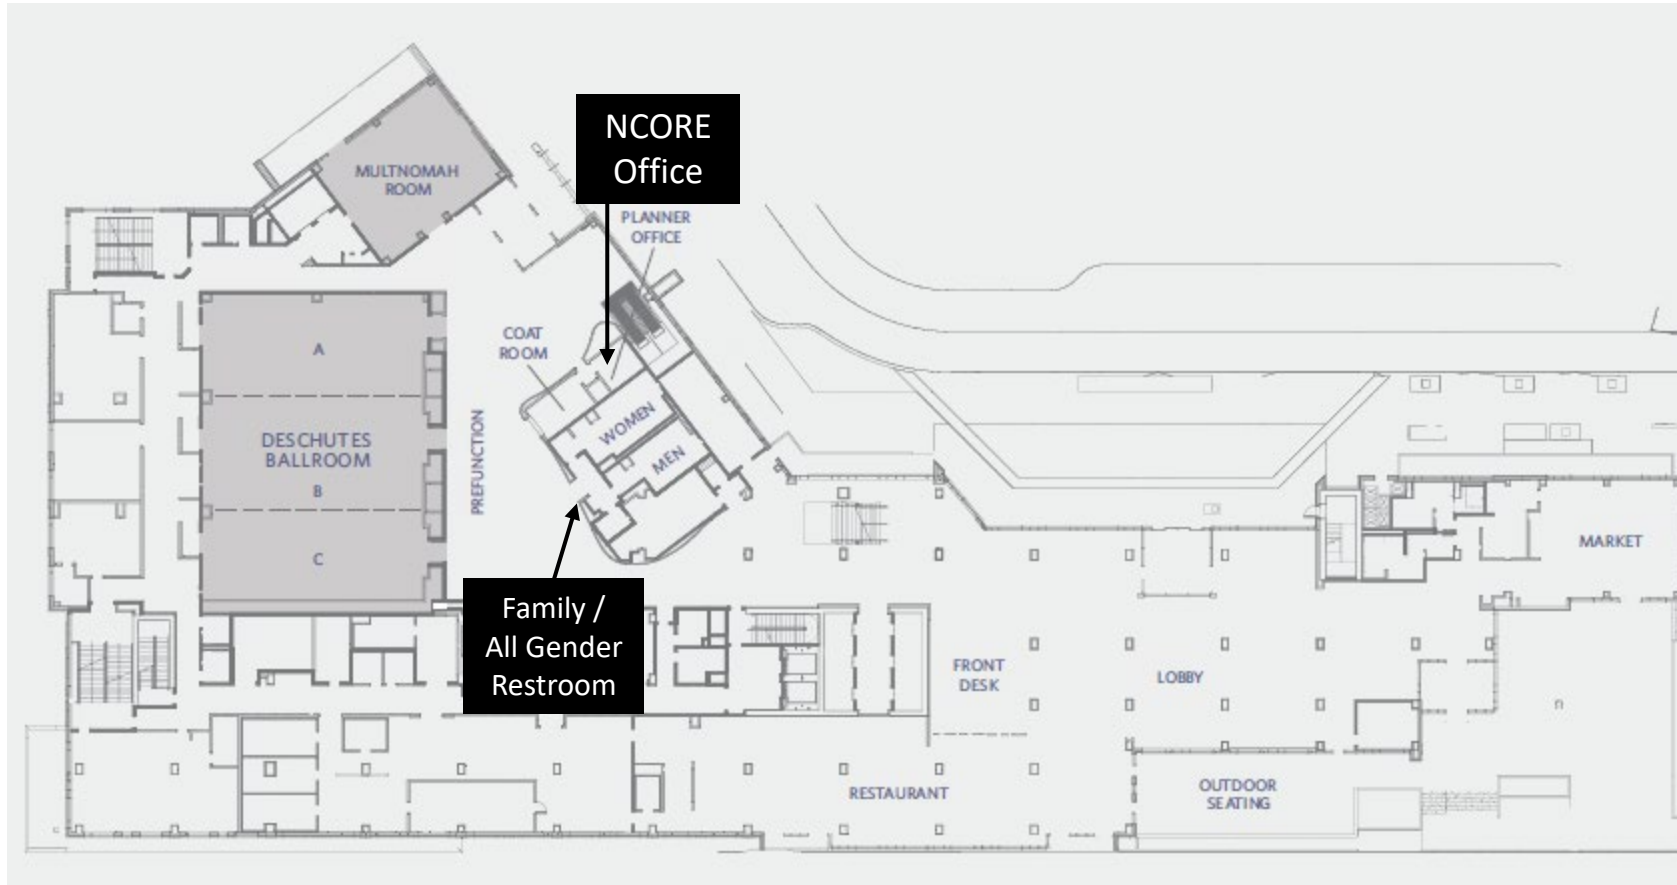 NCORE
Office
MULTNOMAH
ROOM
PLANNER
OFFICE
COAT
ROOM
A
WOMEN
MEN
DESCHUTES
BALLROOM
B
C
PREFUNCTION
Family /
All Gender
Restroom
MARKET
FRONT
DESK
LOBBY
RESTAURANT
OUTDOOR
SEATING